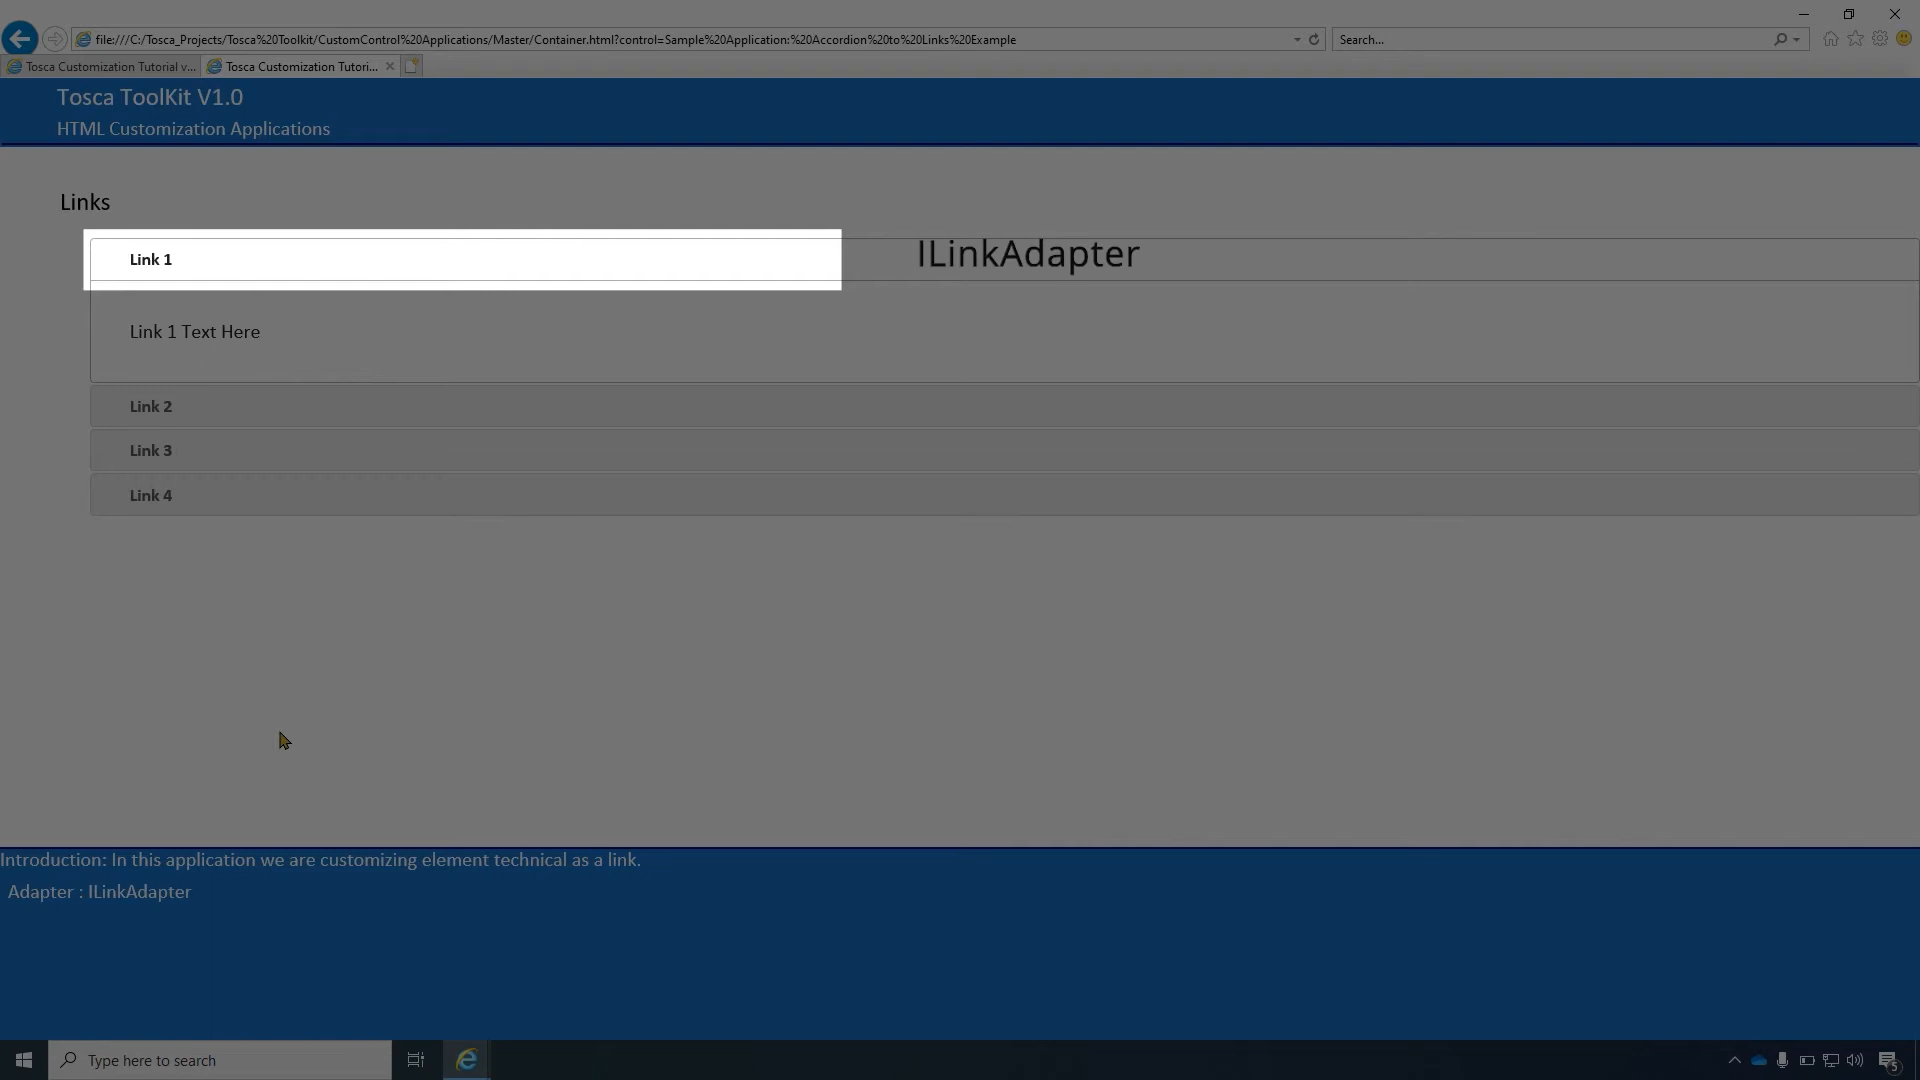 file:///C:/Tosca_Projects/Tosca%20Toolkit/CustomControl%20Applications/Master/Container.html?control=Sample%20Application:%20Accordion%20to%20Links%20Example
Search...
Tosca Customization Tutorial v...
Tosca Customization Tutori...
Tosca ToolKit V1.0
HTML Customization Applications
Links
Link 1
ILinkAdapter
Link 1 Text Here
Link 2
Link 3
Link 4
Introduction: In this application we are customizing element technical as a link.
Adapter : ILinkAdapter
Type here to search
5